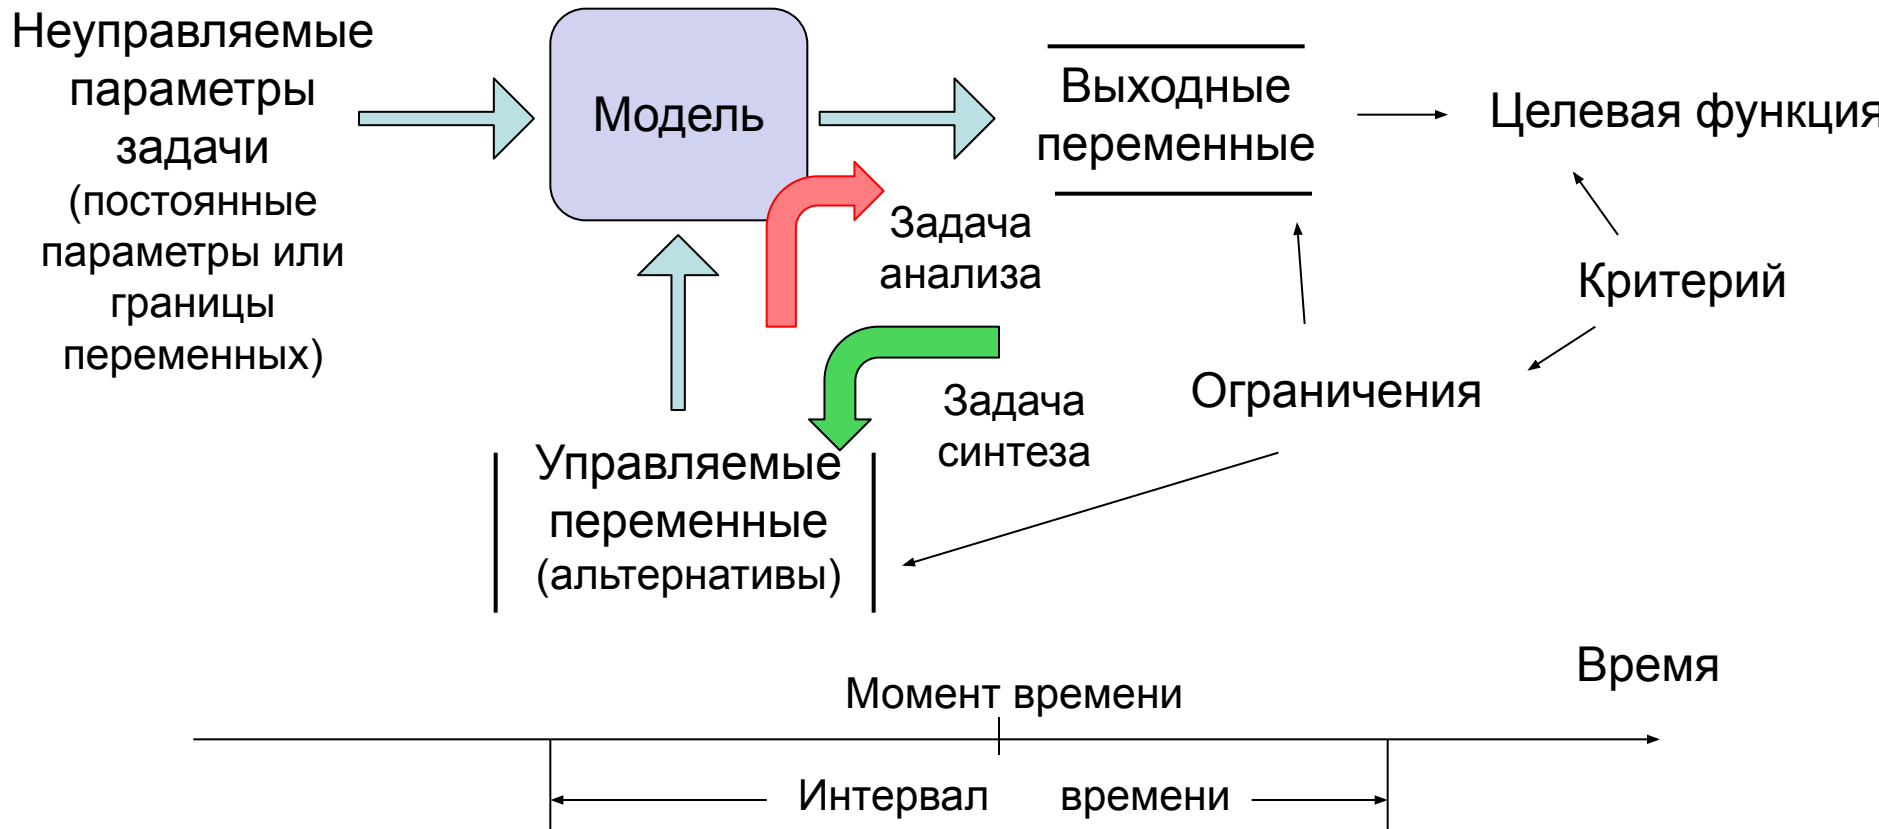 Неуправляемые
параметры
задачи
(постоянные
параметры или
границы
переменных)
Модель
Выходные
переменные
Целевая функция
Задача
анализа
Критерий
Ограничения
Задача
синтеза
Управляемые
переменные
(альтернативы)
Время
Момент времени
Интервал времени